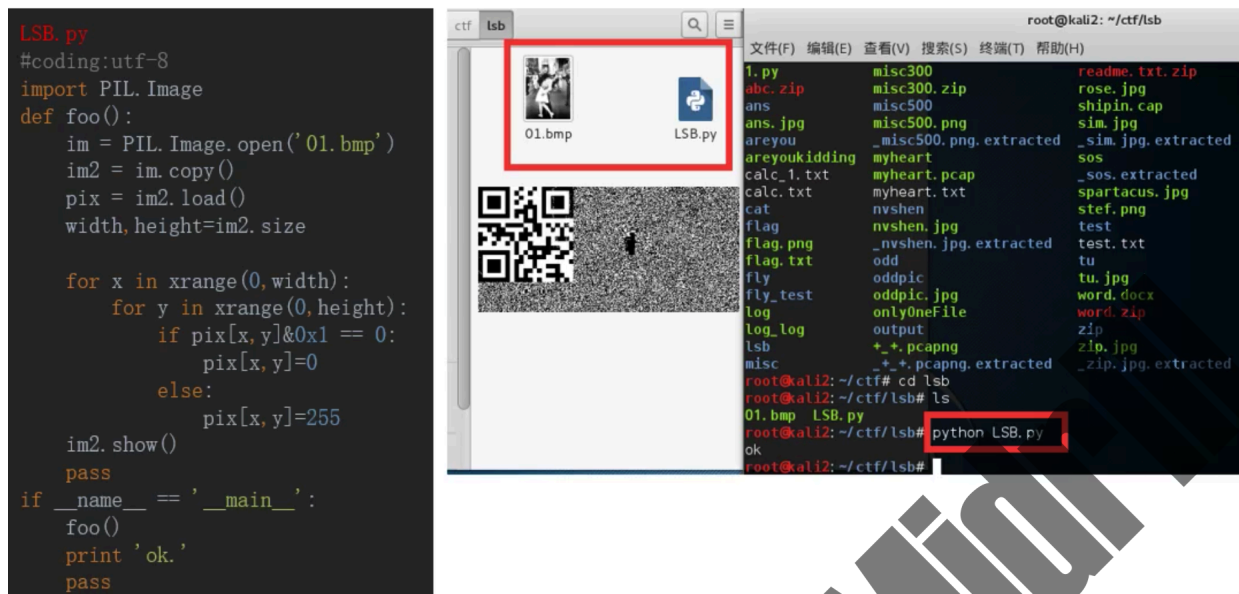 LSB.py
#coding:utf-8
import PIL.Image
def foo():
    im = PIL.Image.open('01.bmp')
    im2 = im.copy()
    pix = im2.load()
    width,height=im2.size
    for x in xrange(0,width):
        for y in xrange(0,height):
            if pix[x,y]&0x1 == 0:
                pix[x,y]=0
            else:
                pix[x,y]=255
    im2.show()
    pass
if __name__ == '__main__':
    foo()
    print 'ok.'
    pass
ctf lsb
01.bmp LSB.py
root@kali2: ~/ctf/lsb
文件(F) 编辑(E) 查看(V) 搜索(S) 终端(T) 帮助(H)
1.py misc300 readme.txt.zip
abc.zip misc300.zip rose.jpg
ans misc500 shipin.cap
ans.jpg misc500.png sim.jpg
areyou _misc500.png.extracted _sim.jpg.extracted
areyoukidding myheart sos
calc_1.txt myheart.pcap _sos.extracted
calc.txt myheart.txt spartacus.jpg
cat nvshen stef.png
flag nvshen.jpg test
flag.png _nvshen.jpg.extracted test.txt
flag.txt odd tu
fly oddpic tu.jpg
fly_test oddpic.jpg word.docx
log onlyOneFile word.zip
log_log output zip
lsb +_+.pcapng zip.jpg
misc _+_+.pcapng.extracted _zip.jpg.extracted
root@kali2:~/ctf# cd lsb
root@kali2:~/ctf/lsb# ls
01.bmp LSB.py
root@kali2:~/ctf/lsb# python LSB.py
ok
root@kali2:~/ctf/lsb#